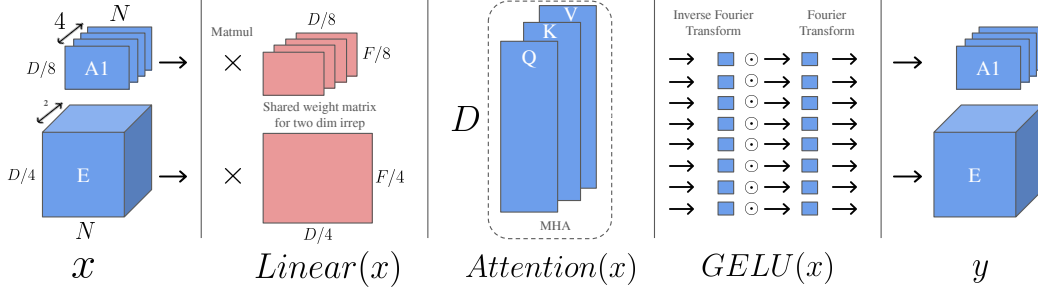 4
N
D/8
A1
2
D/4
E
N
x
D/8
Matmul
×
F/8
Shared weight matrix
for two dim irrep
×
F/4
D/4
Linear(x)
V
K
Q
D
MHA
Attention(x)
Inverse Fourier
Transform
Fourier
Transform
GELU(x)
A1
E
y